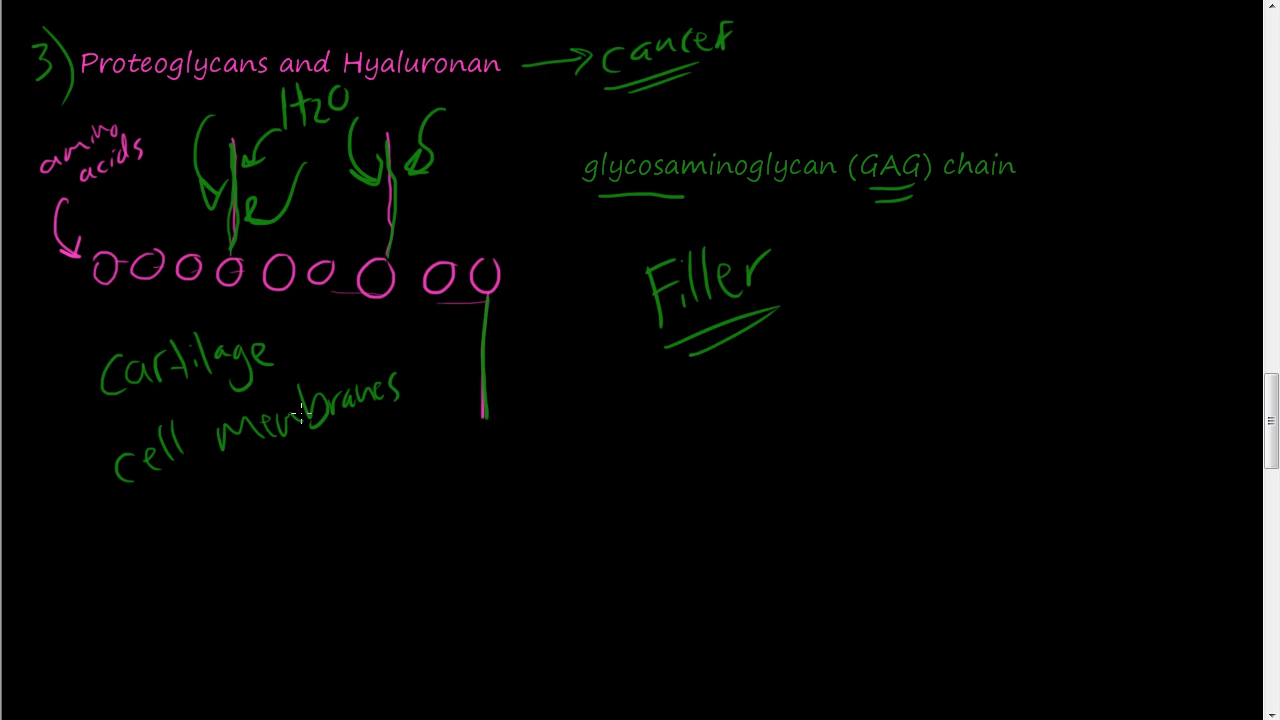 3) Proteoglycans and Hyaluronan → cancer
H2O
amino
acids
glycosaminoglycan (GAG) chain
Filler
Cartilage
cell membranes